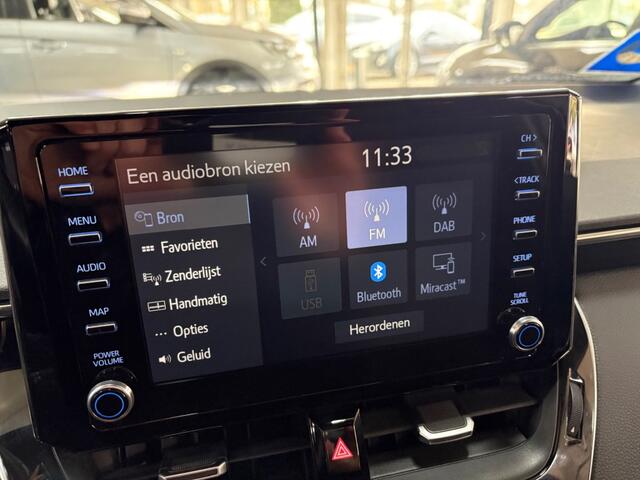 HOME
MENU
AUDIO
MAP
POWER
VOLUME
Een audiobron kiezen
11:33
Bron
Favorieten
Zenderlijst
Handmatig
Opties
Geluid
AM
FM
DAB
USB
Bluetooth
Miracast™
Herordenen
CH >
< TRACK
PHONE
SETUP
TUNE
SCROLL